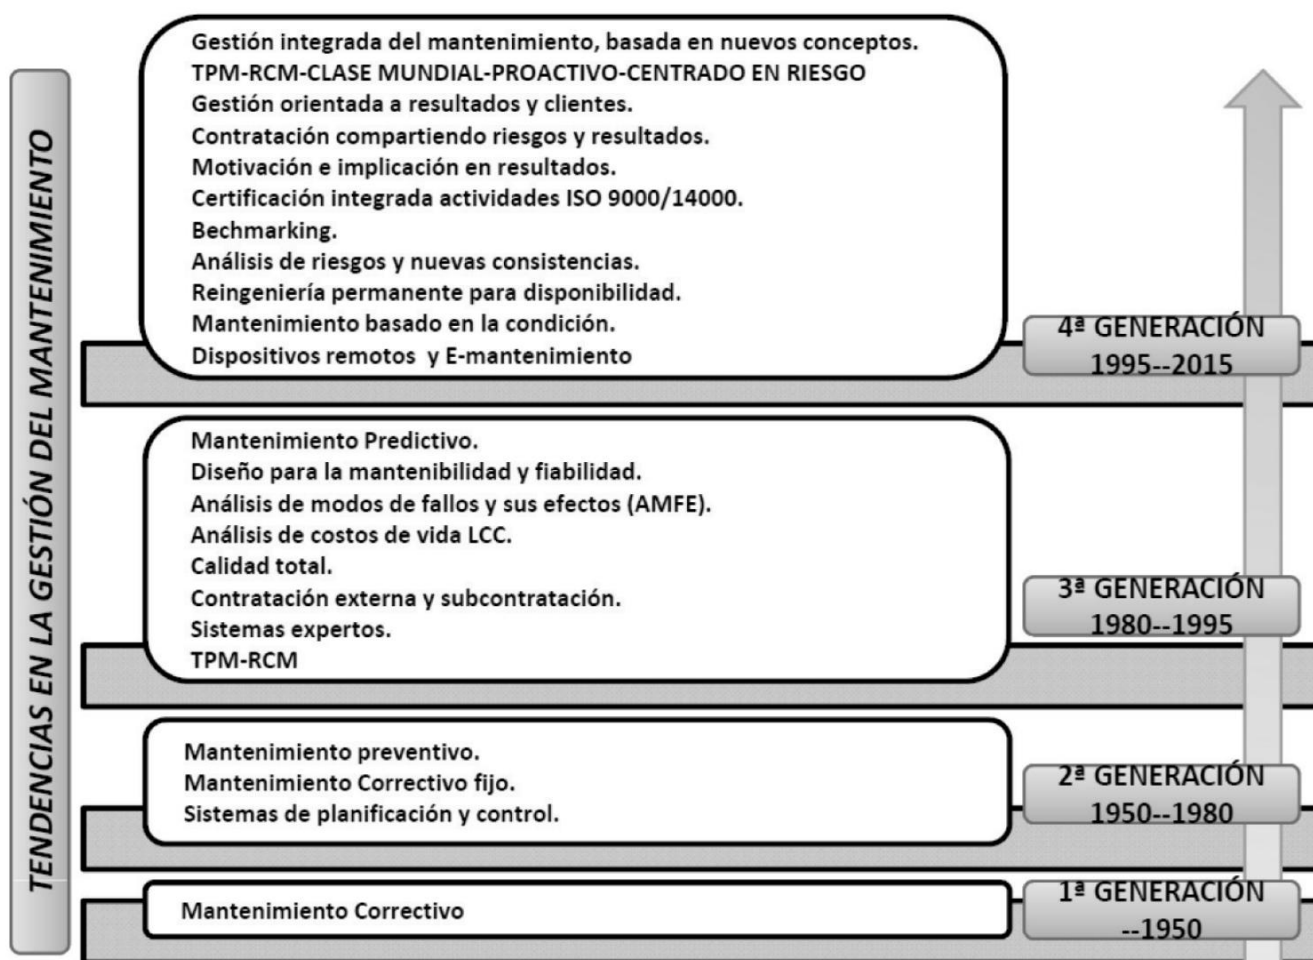 TENDENCIAS EN LA GESTIÓN DEL MANTENIMIENTO
Gestión integrada del mantenimiento, basada en nuevos conceptos.
TPM-RCM-CLASE MUNDIAL-PROACTIVO-CENTRADO EN RIESGO
Gestión orientada a resultados y clientes.
Contratación compartiendo riesgos y resultados.
Motivación e implicación en resultados.
Certificación integrada actividades ISO 9000/14000.
Bechmarking.
Análisis de riesgos y nuevas consistencias.
Reingeniería permanente para disponibilidad.
Mantenimiento basado en la condición.
Dispositivos remotos y E-mantenimiento
4ª GENERACIÓN
1995--2015
Mantenimiento Predictivo.
Diseño para la mantenibilidad y fiabilidad.
Análisis de modos de fallos y sus efectos (AMFE).
Análisis de costos de vida LCC.
Calidad total.
Contratación externa y subcontratación.
Sistemas expertos.
TPM-RCM
3ª GENERACIÓN
1980--1995
Mantenimiento preventivo.
Mantenimiento Correctivo fijo.
Sistemas de planificación y control.
2ª GENERACIÓN
1950--1980
Mantenimiento Correctivo
1ª GENERACIÓN
--1950